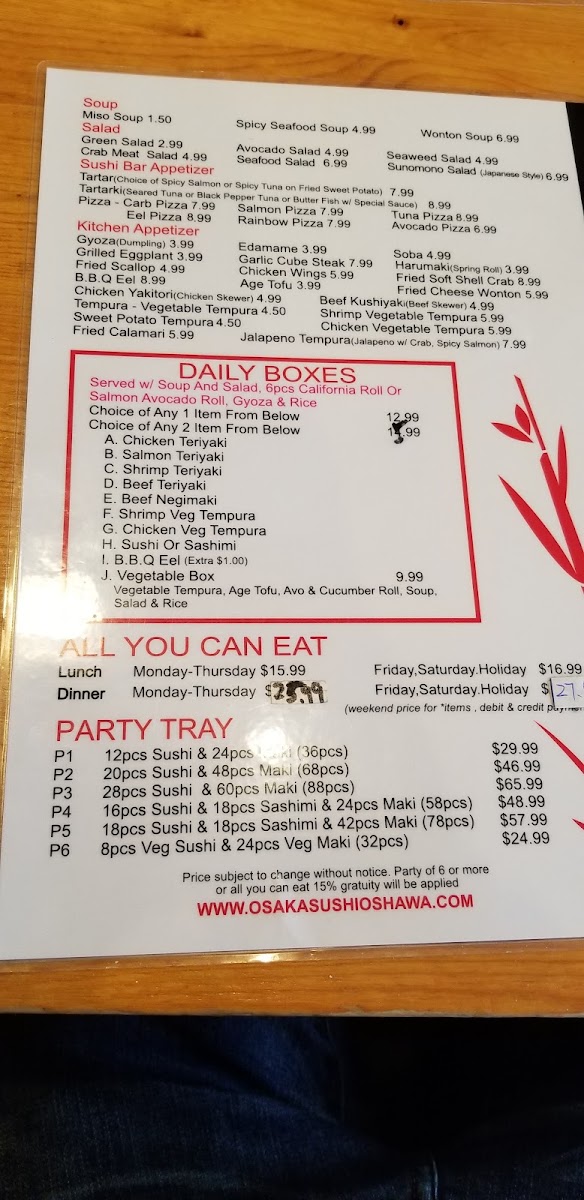 Soup
Miso Soup 1.50 Spicy Seafood Soup 4.99 Wonton Soup 6.99
Salad
Green Salad 2.99 Avocado Salad 4.99 Seaweed Salad 4.99
Crab Meat Salad 4.99 Seafood Salad 6.99 Sunomono Salad (Japanese Style) 6.99
Sushi Bar Appetizer
Tartar(Choice of Spicy Salmon or Spicy Tuna on Fried Sweet Potato) 7.99
Tartarki(Seared Tuna or Black Pepper Tuna or Butter Fish w/ Special Sauce) 8.99
Pizza - Carb Pizza 7.99 Salmon Pizza 7.99 Tuna Pizza 8.99
Eel Pizza 8.99 Rainbow Pizza 7.99 Avocado Pizza 6.99
Kitchen Appetizer
Gyoza(Dumpling) 3.99 Edamame 3.99 Soba 4.99
Grilled Eggplant 3.99 Garlic Cube Steak 7.99 Harumaki(Spring Roll) 3.99
Fried Scallop 4.99 Chicken Wings 5.99 Fried Soft Shell Crab 8.99
B.B.Q Eel 8.99 Age Tofu 3.99 Fried Cheese Wonton 5.99
Chicken Yakitori(Chicken Skewer) 4.99 Beef Kushiyaki(Beef Skewer) 4.99
Tempura - Vegetable Tempura 4.50 Shrimp Vegetable Tempura 5.99
Sweet Potato Tempura 4.50 Chicken Vegetable Tempura 5.99
Fried Calamari 5.99 Jalapeno Tempura(Jalapeno w/ Crab, Spicy Salmon) 7.99
DAILY BOXES
Served w/ Soup And Salad, 6pcs California Roll Or
Salmon Avocado Roll, Gyoza & Rice
Choice of Any 1 Item From Below 12.99
Choice of Any 2 Item From Below
A. Chicken Teriyaki
B. Salmon Teriyaki
C. Shrimp Teriyaki
D. Beef Teriyaki
E. Beef Negimaki
F. Shrimp Veg Tempura
G. Chicken Veg Tempura
H. Sushi Or Sashimi
I. B.B.Q Eel (Extra $1.00)
J. Vegetable Box 9.99
Vegetable Tempura, Age Tofu, Avo & Cucumber Roll, Soup,
Salad & Rice
ALL YOU CAN EAT
Lunch Monday-Thursday $15.99 Friday,Saturday.Holiday $16.99
Dinner Monday-Thursday $25.99 Friday,Saturday.Holiday $27.
(weekend price for *items , debit & credit
PARTY TRAY
P1 12pcs Sushi & 24pcs (36pcs) $29.99
P2 20pcs Sushi & 48pcs Maki (68pcs) $46.99
P3 28pcs Sushi & 60pcs Maki (88pcs) $65.99
P4 16pcs Sushi & 18pcs Sashimi & 24pcs Maki (58pcs) $48.99
P5 18pcs Sushi & 18pcs Sashimi & 42pcs Maki (78pcs) $57.99
P6 8pcs Veg Sushi & 24pcs Veg Maki (32pcs) $24.99
Price subject to change without notice. Party of 6 or more
or all you can eat 15% gratuity will be applied
WWW.OSAKASUSHIOSHAWA.COM